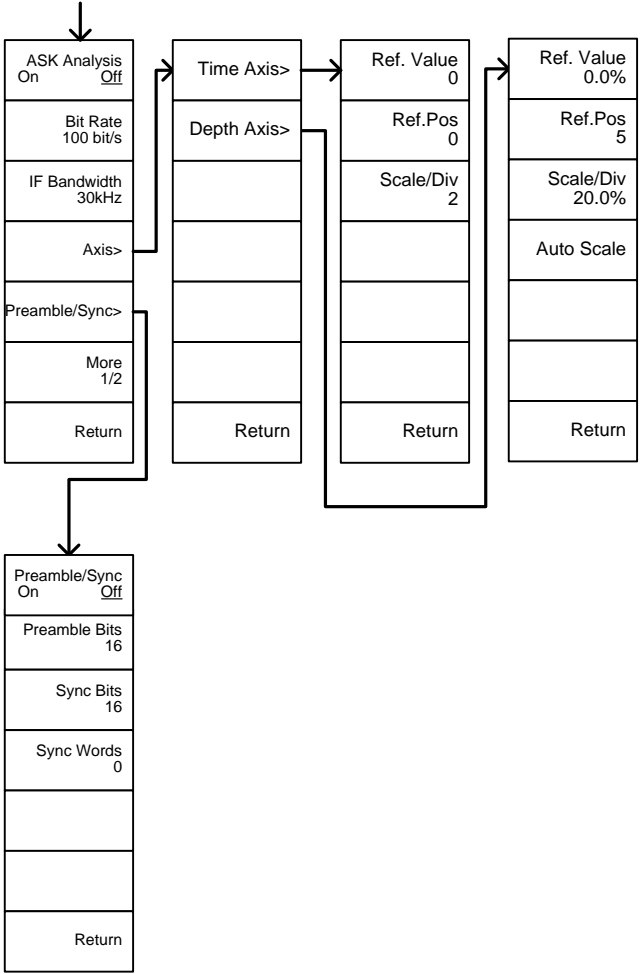 ASK Analysis
On Off
Bit Rate
100 bit/s
IF Bandwidth
30kHz
Axis>
Preamble/Sync>
More
1/2
Return
Time Axis>
Depth Axis>
Return
Ref. Value
0
Ref.Pos
0
Scale/Div
2
Return
Ref. Value
0.0%
Ref.Pos
5
Scale/Div
20.0%
Auto Scale
Return
Preamble/Sync
On Off
Preamble Bits
16
Sync Bits
16
Sync Words
0
Return